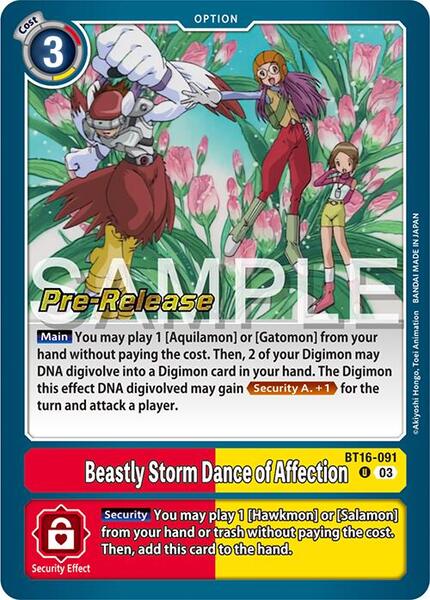 OPTION
Cost
3
SAMPLE
Pre-Release
Main You may play 1 [Aquilamon] or [Gatomon] from your
hand without paying the cost. Then, 2 of your Digimon may
DNA digivolve into a Digimon card in your hand. The Digimon
this effect DNA digivolved may gain Security A. +1 for the
turn and attack a player.
©Akiyoshi Hongo, Toei Animation BANDAI MADE IN JAPAN
BT16-091
Beastly Storm Dance of Affection U 03
Security You may play 1 [Hawkmon] or [Salamon]
from your hand or trash without paying the cost.
Then, add this card to the hand.
Security Effect